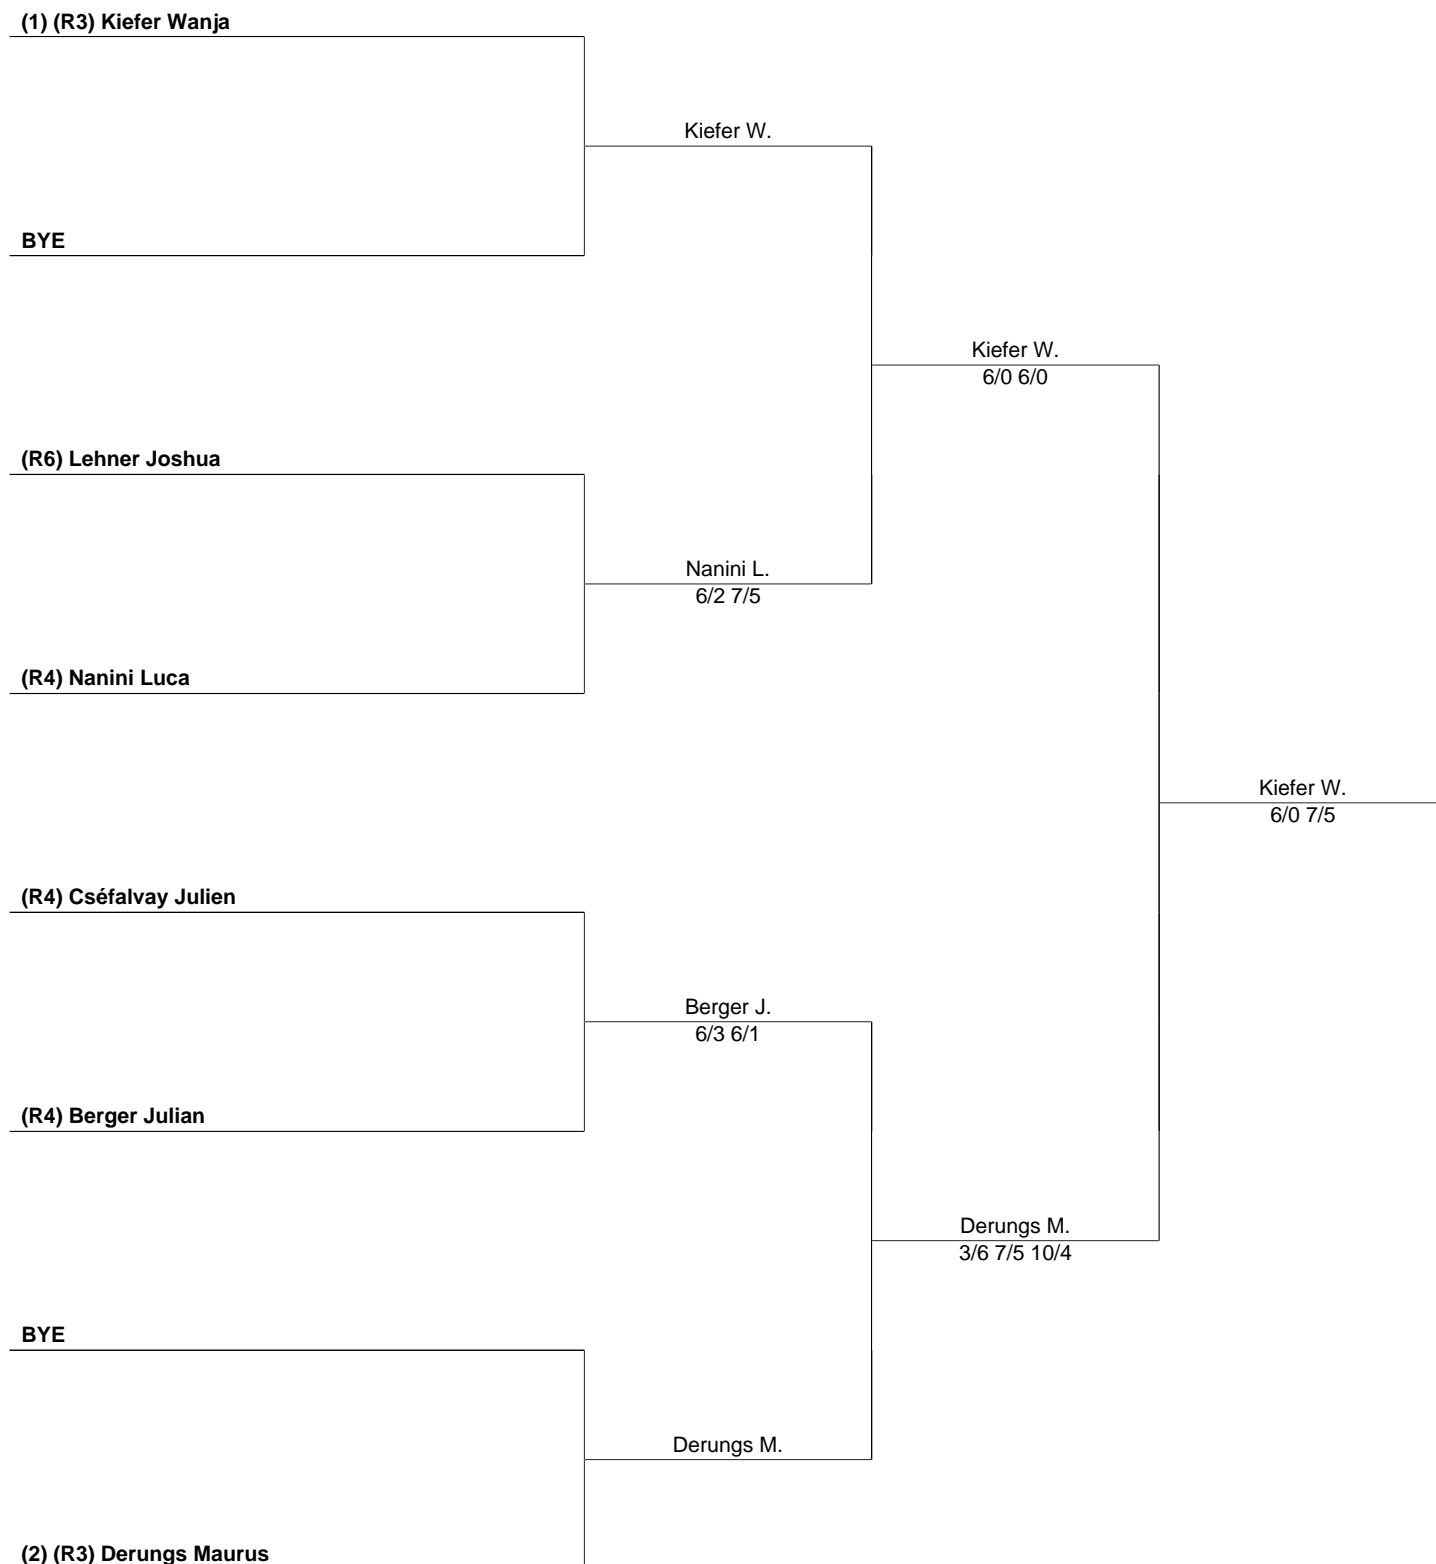 (1) (R3) Kiefer Wanja
Kiefer W.
BYE
Kiefer W.
6/0 6/0
(R6) Lehner Joshua
Nanini L.
6/2 7/5
(R4) Nanini Luca
Kiefer W.
6/0 7/5
(R4) Cséfalvay Julien
Berger J.
6/3 6/1
(R4) Berger Julian
Derungs M.
3/6 7/5 10/4
BYE
Derungs M.
(2) (R3) Derungs Maurus